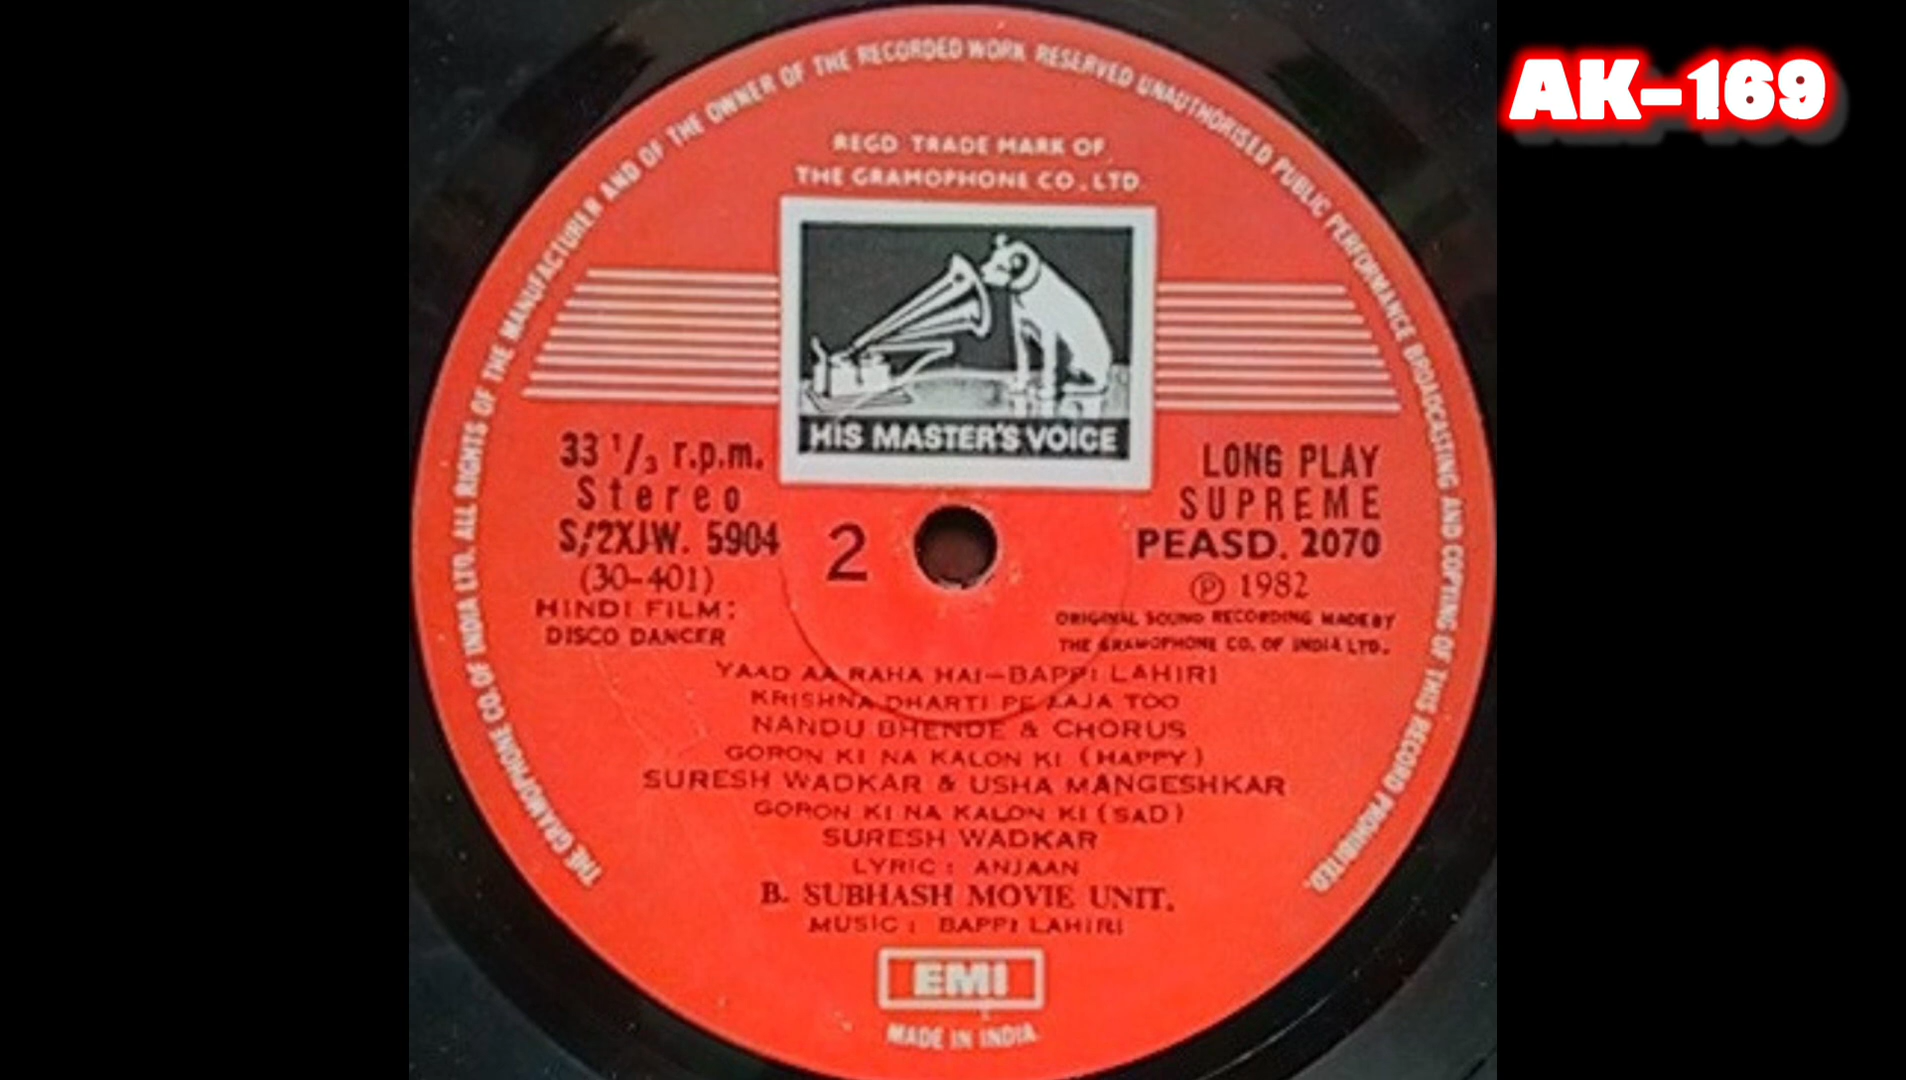 AK-169
THE GRAMOPHONE CO. OF INDIA LTD. ALL RIGHTS OF THE MANUFACTURER AND OF THE OWNER OF THE RECORDED WORK RESERVED UNAUTHORISED PUBLIC PERFORMANCE BROADCASTING AND COPYING OF THIS RECORD PROHIBITED.
REGD. TRADE MARK OF
THE GRAMOPHONE CO. LTD.
HIS MASTER'S VOICE
33 1/3 r.p.m.
Stereo
S/2XJW. 5904
(30-401)
HINDI FILM:
DISCO DANCER
2
LONG PLAY
SUPREME
PEASD. 2070
℗ 1982
ORIGINAL SOUND RECORDING MADE BY
THE GRAMOPHONE CO. OF INDIA LTD.
YAAD AA RAHA HAI-BAPPI LAHIRI
KRISHNA DHARTI PE AAJA TOO
NANDU BHENDE & CHORUS
GORON KI NA KALON KI (HAPPY)
SURESH WADKAR & USHA MANGESHKAR
GORON KI NA KALON KI (SAD)
SURESH WADKAR
LYRIC: ANJAAN
B. SUBHASH MOVIE UNIT.
MUSIC: BAPPI LAHIRI
EMI
MADE IN INDIA